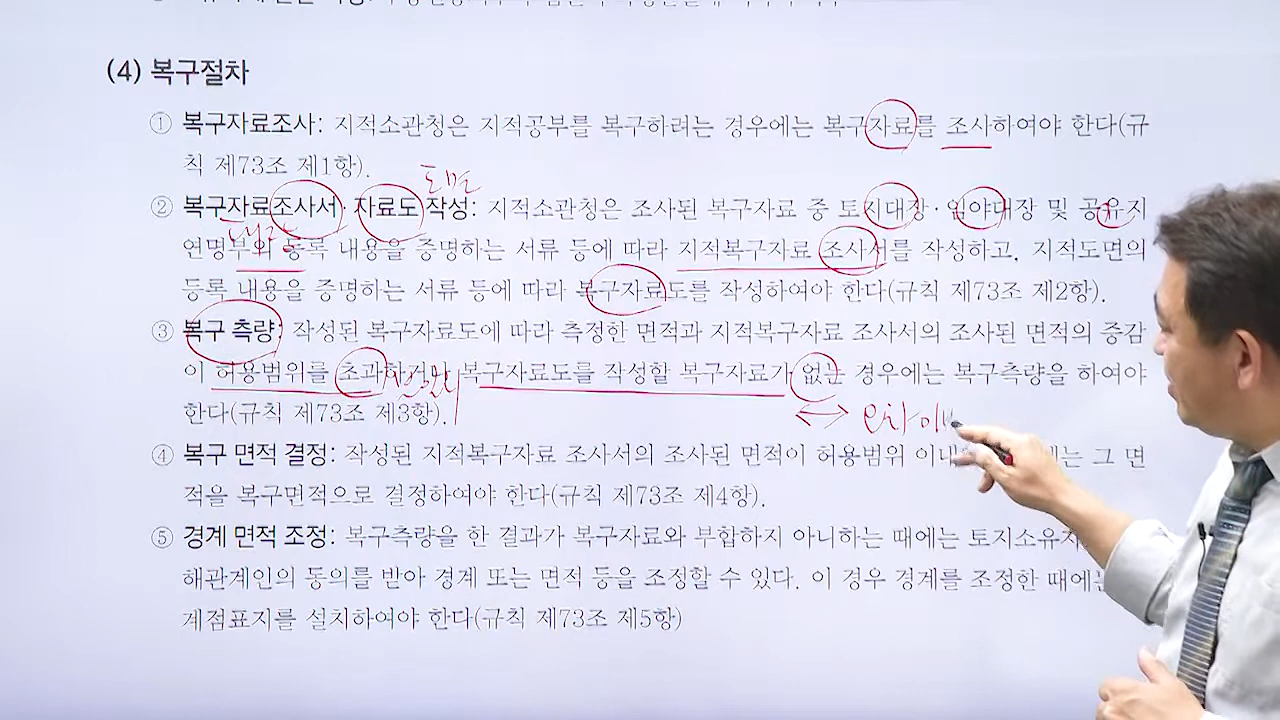 (4) 복구절차
① 복구자료조사: 지적소관청은 지적공부를 복구하려는 경우에는 복구자료를 조사하여야 한다(규
칙 제73조 제1항).
도면
② 복구자료조사서·자료도 작성: 지적소관청은 조사된 복구자료 중 토지대장·임야대장 및 공유지
대장
연명부의 등록 내용을 증명하는 서류 등에 따라 지적복구자료 조사서를 작성하고, 지적도면의
등록 내용을 증명하는 서류 등에 따라 복구자료도를 작성하여야 한다(규칙 제73조 제2항).
③ 복구 측량: 작성된 복구자료도에 따라 측정한 면적과 지적복구자료 조사서의 조사된 면적의 증감
이 허용범위를 초과하거나 복구자료도를 작성할 복구자료가 없는 경우에는 복구측량을 하여야
한다(규칙 제73조 제3항).
오차 이
④ 복구 면적 결정: 작성된 지적복구자료 조사서의 조사된 면적이 허용범위 이내 는 그 면
적을 복구면적으로 결정하여야 한다(규칙 제73조 제4항).
⑤ 경계 면적 조정: 복구측량을 한 결과가 복구자료와 부합하지 아니하는 때에는 토지소유
해관계인의 동의를 받아 경계 또는 면적 등을 조정할 수 있다. 이 경우 경계를 조정한 때에
계점표지를 설치하여야 한다(규칙 제73조 제5항)